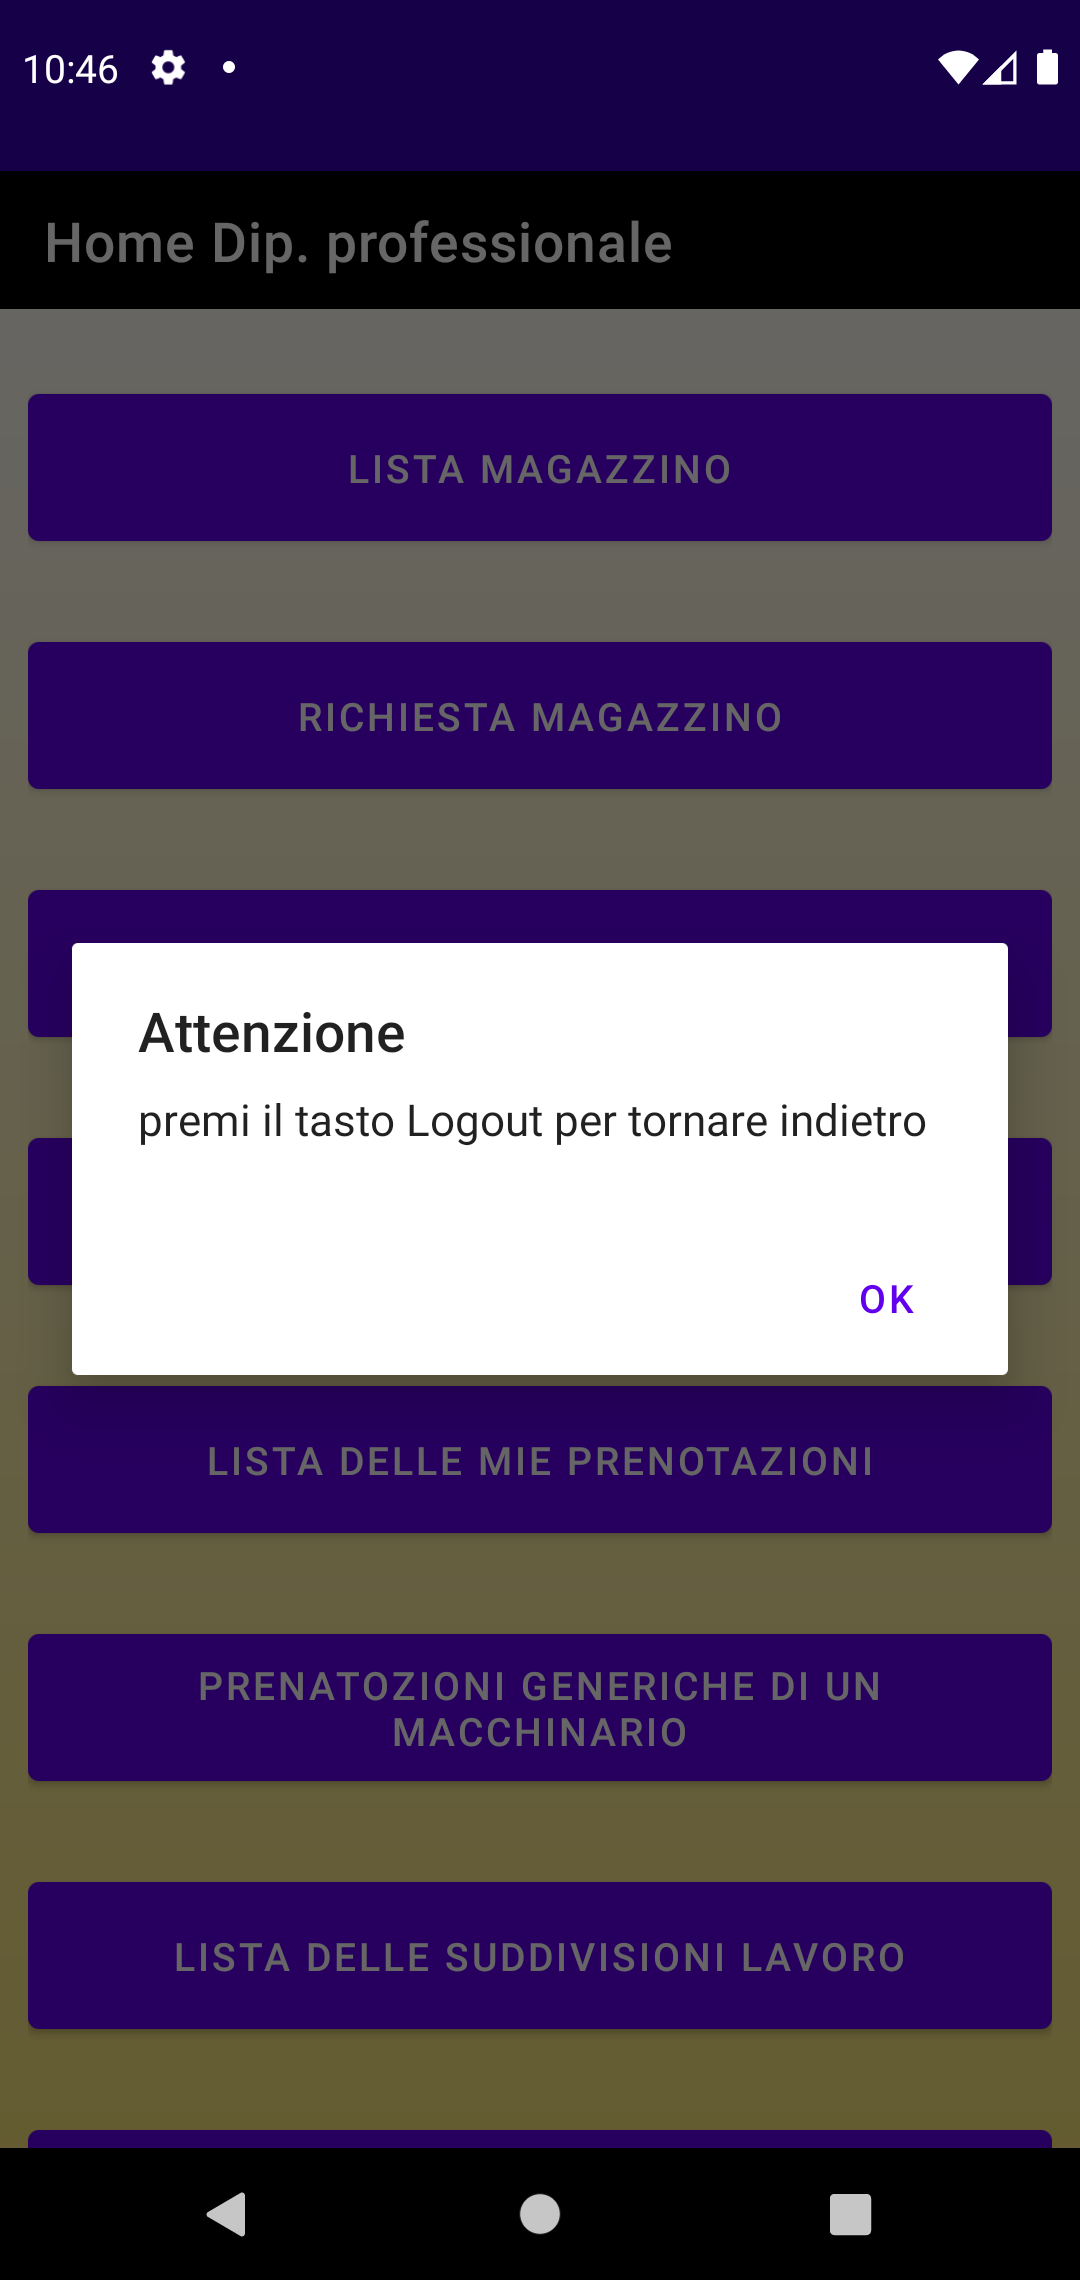 10:46
Home Dip. professionale
LISTA MAGAZZINO
RICHIESTA MAGAZZINO
Attenzione
premi il tasto Logout per tornare indietro
OK
LISTA DELLE MIE PRENOTAZIONI
PRENATOZIONI GENERICHE DI UN
MACCHINARIO
LISTA DELLE SUDDIVISIONI LAVORO